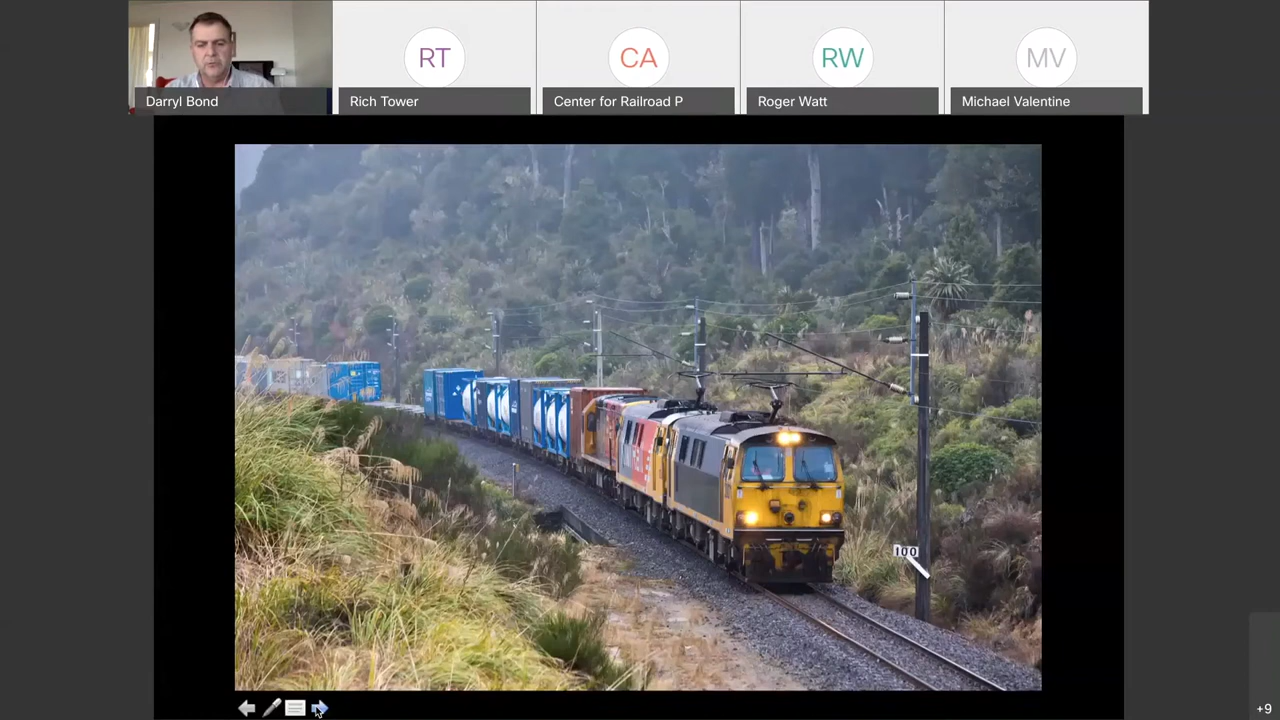 RT
CA
RW
MV
Darryl Bond
Rich Tower
Center for Railroad P
Roger Watt
Michael Valentine
100
+9